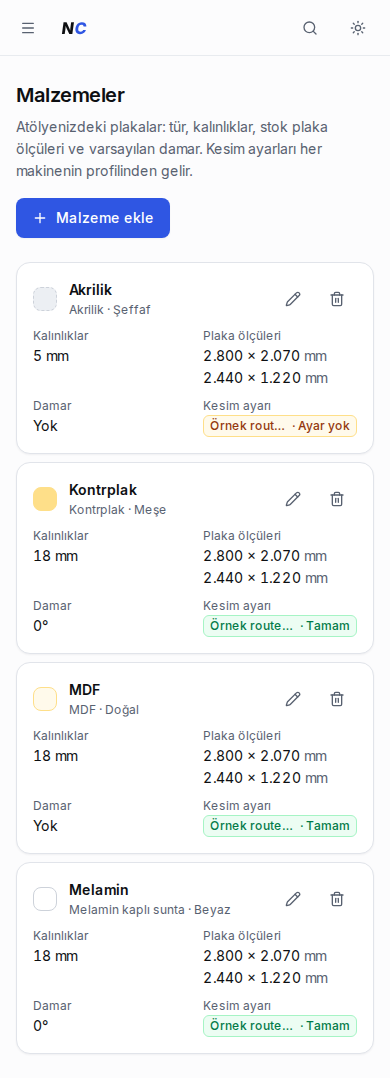 NC
Malzemeler
Atölyenizdeki plakalar: tür, kalınlıklar, stok plaka
ölçüleri ve varsayılan damar. Kesim ayarları her
makinenin profilinden gelir.
+ Malzeme ekle
Akrilik
Akrilik · Şeffaf
Kalınlıklar
5 mm
Plaka ölçüleri
2.800 × 2.070 mm
2.440 × 1.220 mm
Damar
Yok
Kesim ayarı
Örnek rout… · Ayar yok
Kontrplak
Kontrplak · Meşe
Kalınlıklar
18 mm
Plaka ölçüleri
2.800 × 2.070 mm
2.440 × 1.220 mm
Damar
0°
Kesim ayarı
Örnek route… · Tamam
MDF
MDF · Doğal
Kalınlıklar
18 mm
Plaka ölçüleri
2.800 × 2.070 mm
2.440 × 1.220 mm
Damar
Yok
Kesim ayarı
Örnek route… · Tamam
Melamin
Melamin kaplı sunta · Beyaz
Kalınlıklar
18 mm
Plaka ölçüleri
2.800 × 2.070 mm
2.440 × 1.220 mm
Damar
0°
Kesim ayarı
Örnek route… · Tamam